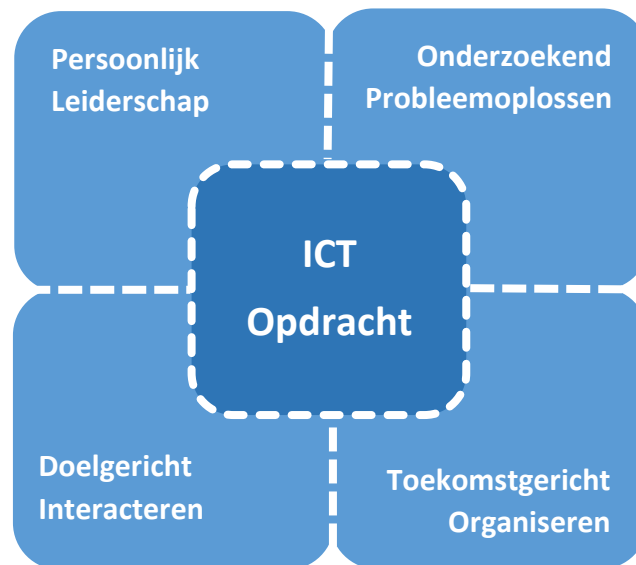 Persoonlijk
Leiderschap
Onderzoekend
Probleemoplossen
ICT
Opdracht
Doelgericht
Interacteren
Toekomstgericht
Organiseren